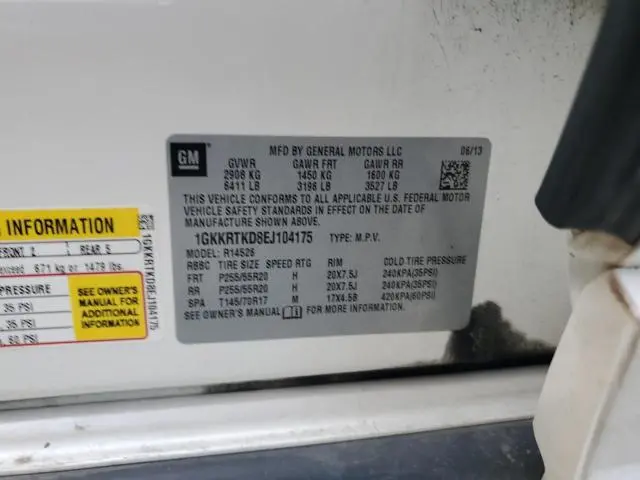 GM
MFD BY GENERAL MOTORS LLC 06/13
GVWR GAWR FRT GAWR RR
2908 KG 1450 KG 1600 KG
6411 LB 3196 LB 3527 LB
THIS VEHICLE CONFORMS TO ALL APPLICABLE U.S. FEDERAL MOTOR
VEHICLE SAFETY STANDARDS IN EFFECT ON THE DATE OF
MANUFACTURE SHOWN ABOVE.
1GKKRTKD8EJ104175 TYPE: M.P.V.
MODEL: R14526
RBBC TIRE SIZE SPEED RTG RIM COLD TIRE PRESSURE
FRT P255/55R20 H 20X7.5J 240KPA(35PSI)
RR P255/55R20 H 20X7.5J 240KPA(35PSI)
SPA T145/70R17 M 17X4.5B 420KPA(60PSI)
SEE OWNER'S MANUAL FOR MORE INFORMATION.
INFORMATION
FRONT 2 REAR 5
exceed 671 kg or 1479 lbs.
PRESSURE
35 PSI
35 PSI
60 PSI
SEE OWNER'S
MANUAL FOR
ADDITIONAL
INFORMATION
1GKKRTKD8EJ104175